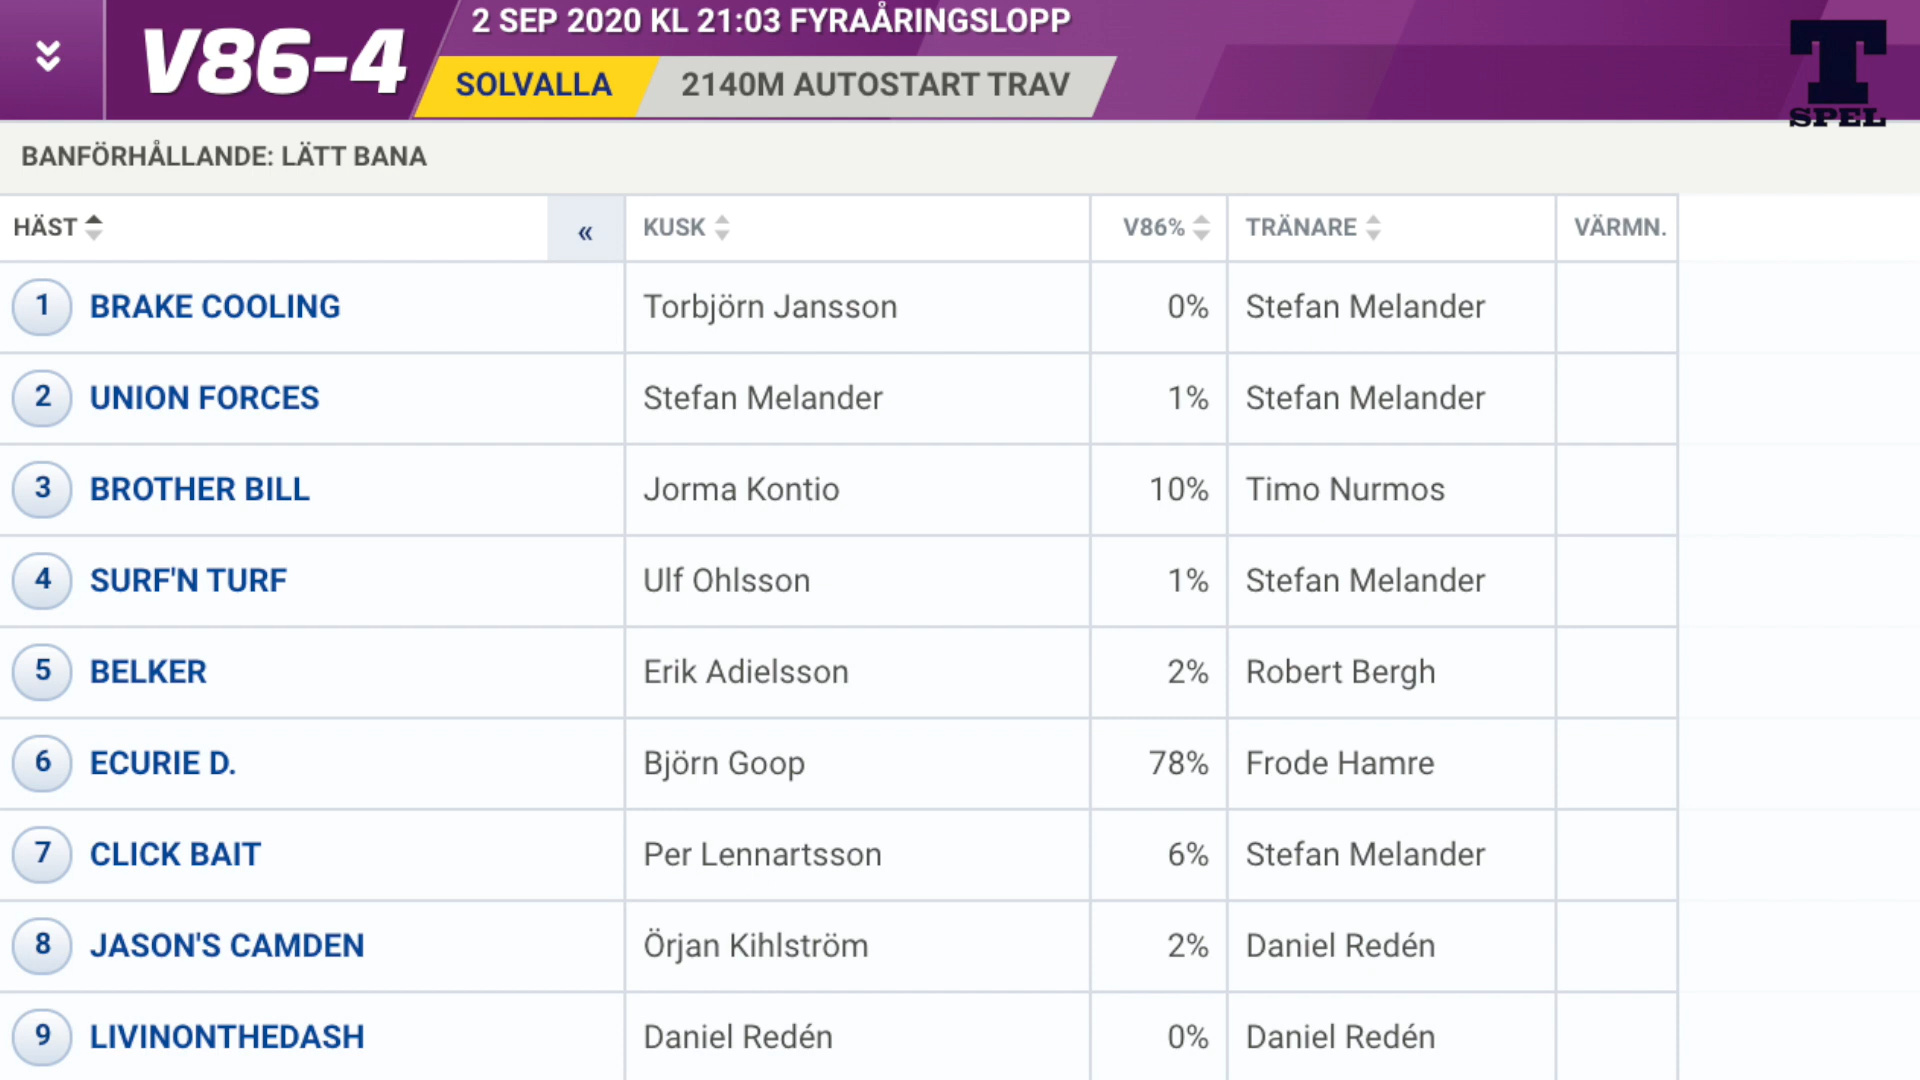 V86-4
2 SEP 2020 KL 21:03 FYRAÅRINGSLOPP
SOLVALLA 2140M AUTOSTART TRAV
T
SPEL
BANFÖRHÅLLANDE: LÄTT BANA
HÄST « KUSK V86% TRÄNARE VÄRMN.
1 BRAKE COOLING Torbjörn Jansson 0% Stefan Melander
2 UNION FORCES Stefan Melander 1% Stefan Melander
3 BROTHER BILL Jorma Kontio 10% Timo Nurmos
4 SURF'N TURF Ulf Ohlsson 1% Stefan Melander
5 BELKER Erik Adielsson 2% Robert Bergh
6 ECURIE D. Björn Goop 78% Frode Hamre
7 CLICK BAIT Per Lennartsson 6% Stefan Melander
8 JASON'S CAMDEN Örjan Kihlström 2% Daniel Redén
9 LIVINONTHEDASH Daniel Redén 0% Daniel Redén